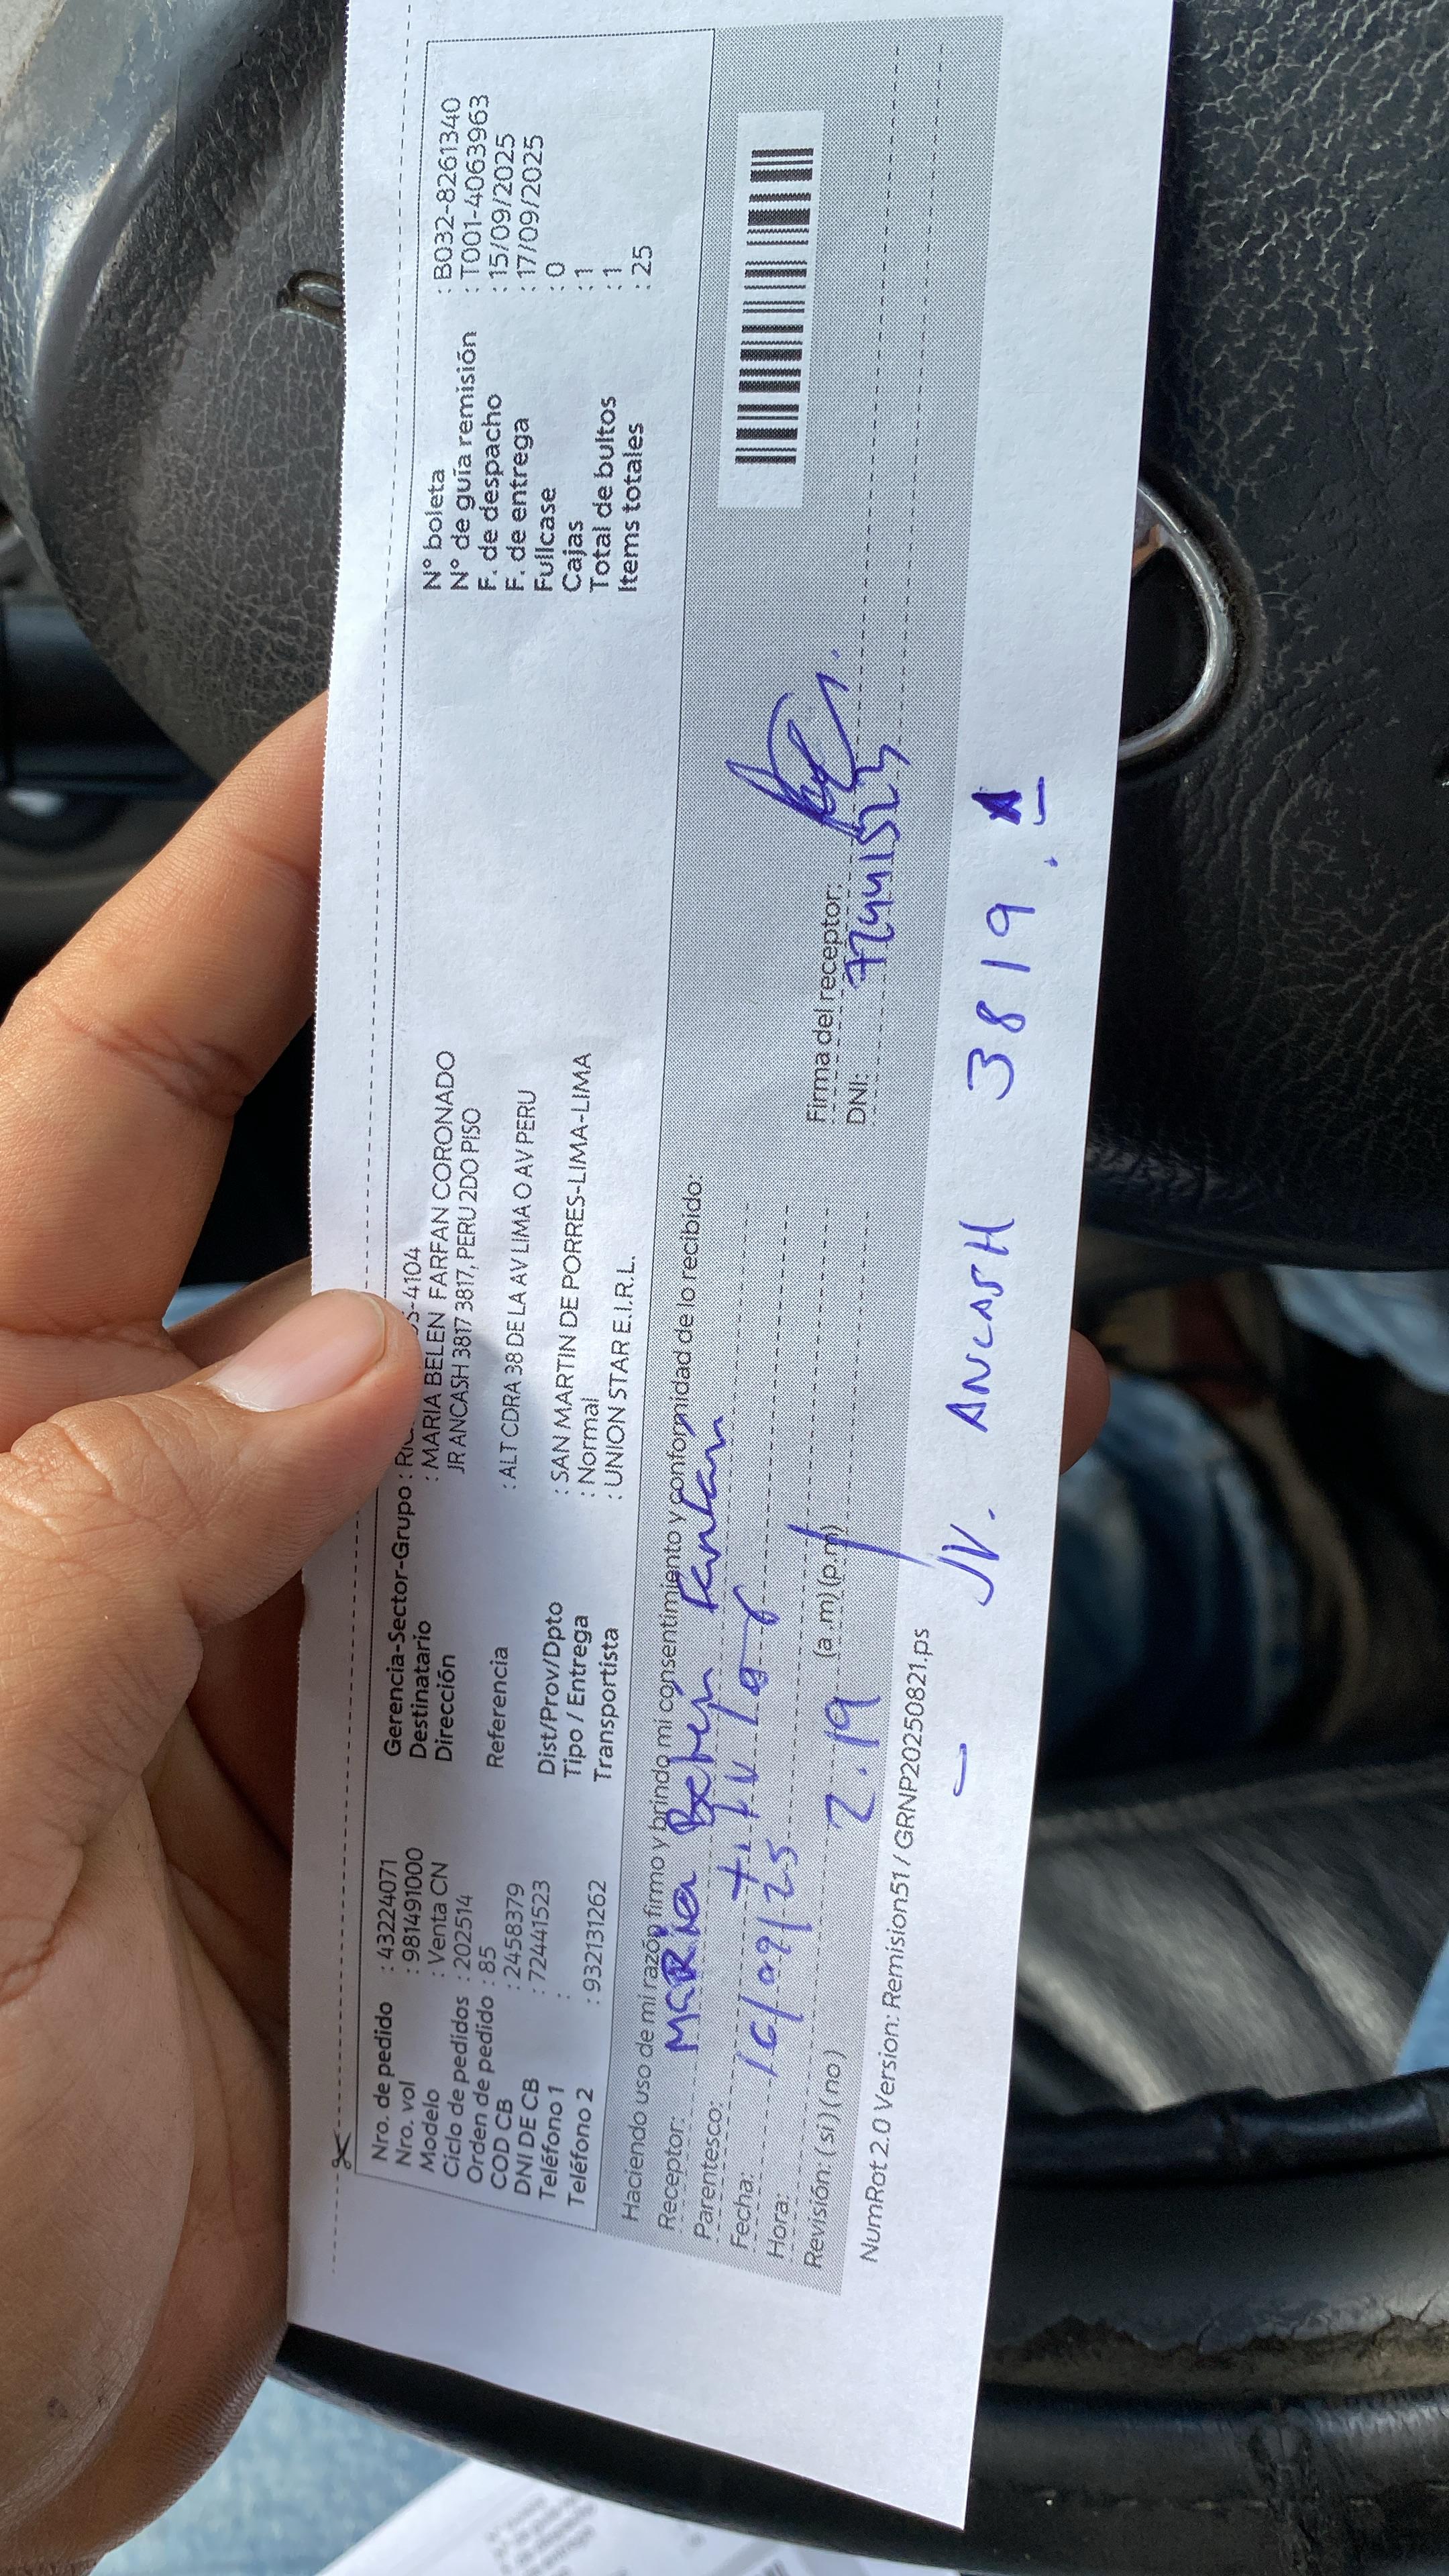 Nro. de pedido : 43224071
Nro. vol : 981491000
Modelo : Venta CN
Ciclo de pedidos : 202514
Orden de pedido : 85
COD CB : 2458379
DNI DE CB : 72441523
Teléfono 1 :
Teléfono 2 : 932131262
Gerencia-Sector-Grupo : -4104
Destinatario : MARIA BELEN FARFAN CORONADO
Dirección JR ANCASH 3817 3817, PERU 2DO PISO
Referencia : ALT CDRA 38 DE LA AV LIMA O AV PERU
Dist/Prov/Dpto : SAN MARTIN DE PORRES-LIMA-LIMA
Tipo / Entrega : Normal
Transportista : UNION STAR E.I.R.L.
N° boleta : B032-8261340
N° de guía remisión : T001-4063963
F. de despacho : 15/09/2025
F. de entrega : 17/09/2025
Fullcase : 0
Cajas : 1
Total de bultos : 1
Items totales : 25
Haciendo uso de mi razón firmo y brindo mi consentimiento y conformidad de lo recibido:
Receptor: Maria Belen Farfan
Parentesco:
Fecha: 16/09/25
Hora: 2.19 (a.m) (p.m)
Revisión: (si) (no)
Firma del receptor:
DNI: 72441523
NumRot 2.0 Version: Remision51 / GRNP20250821.ps
- JV. ANCASH 3819.